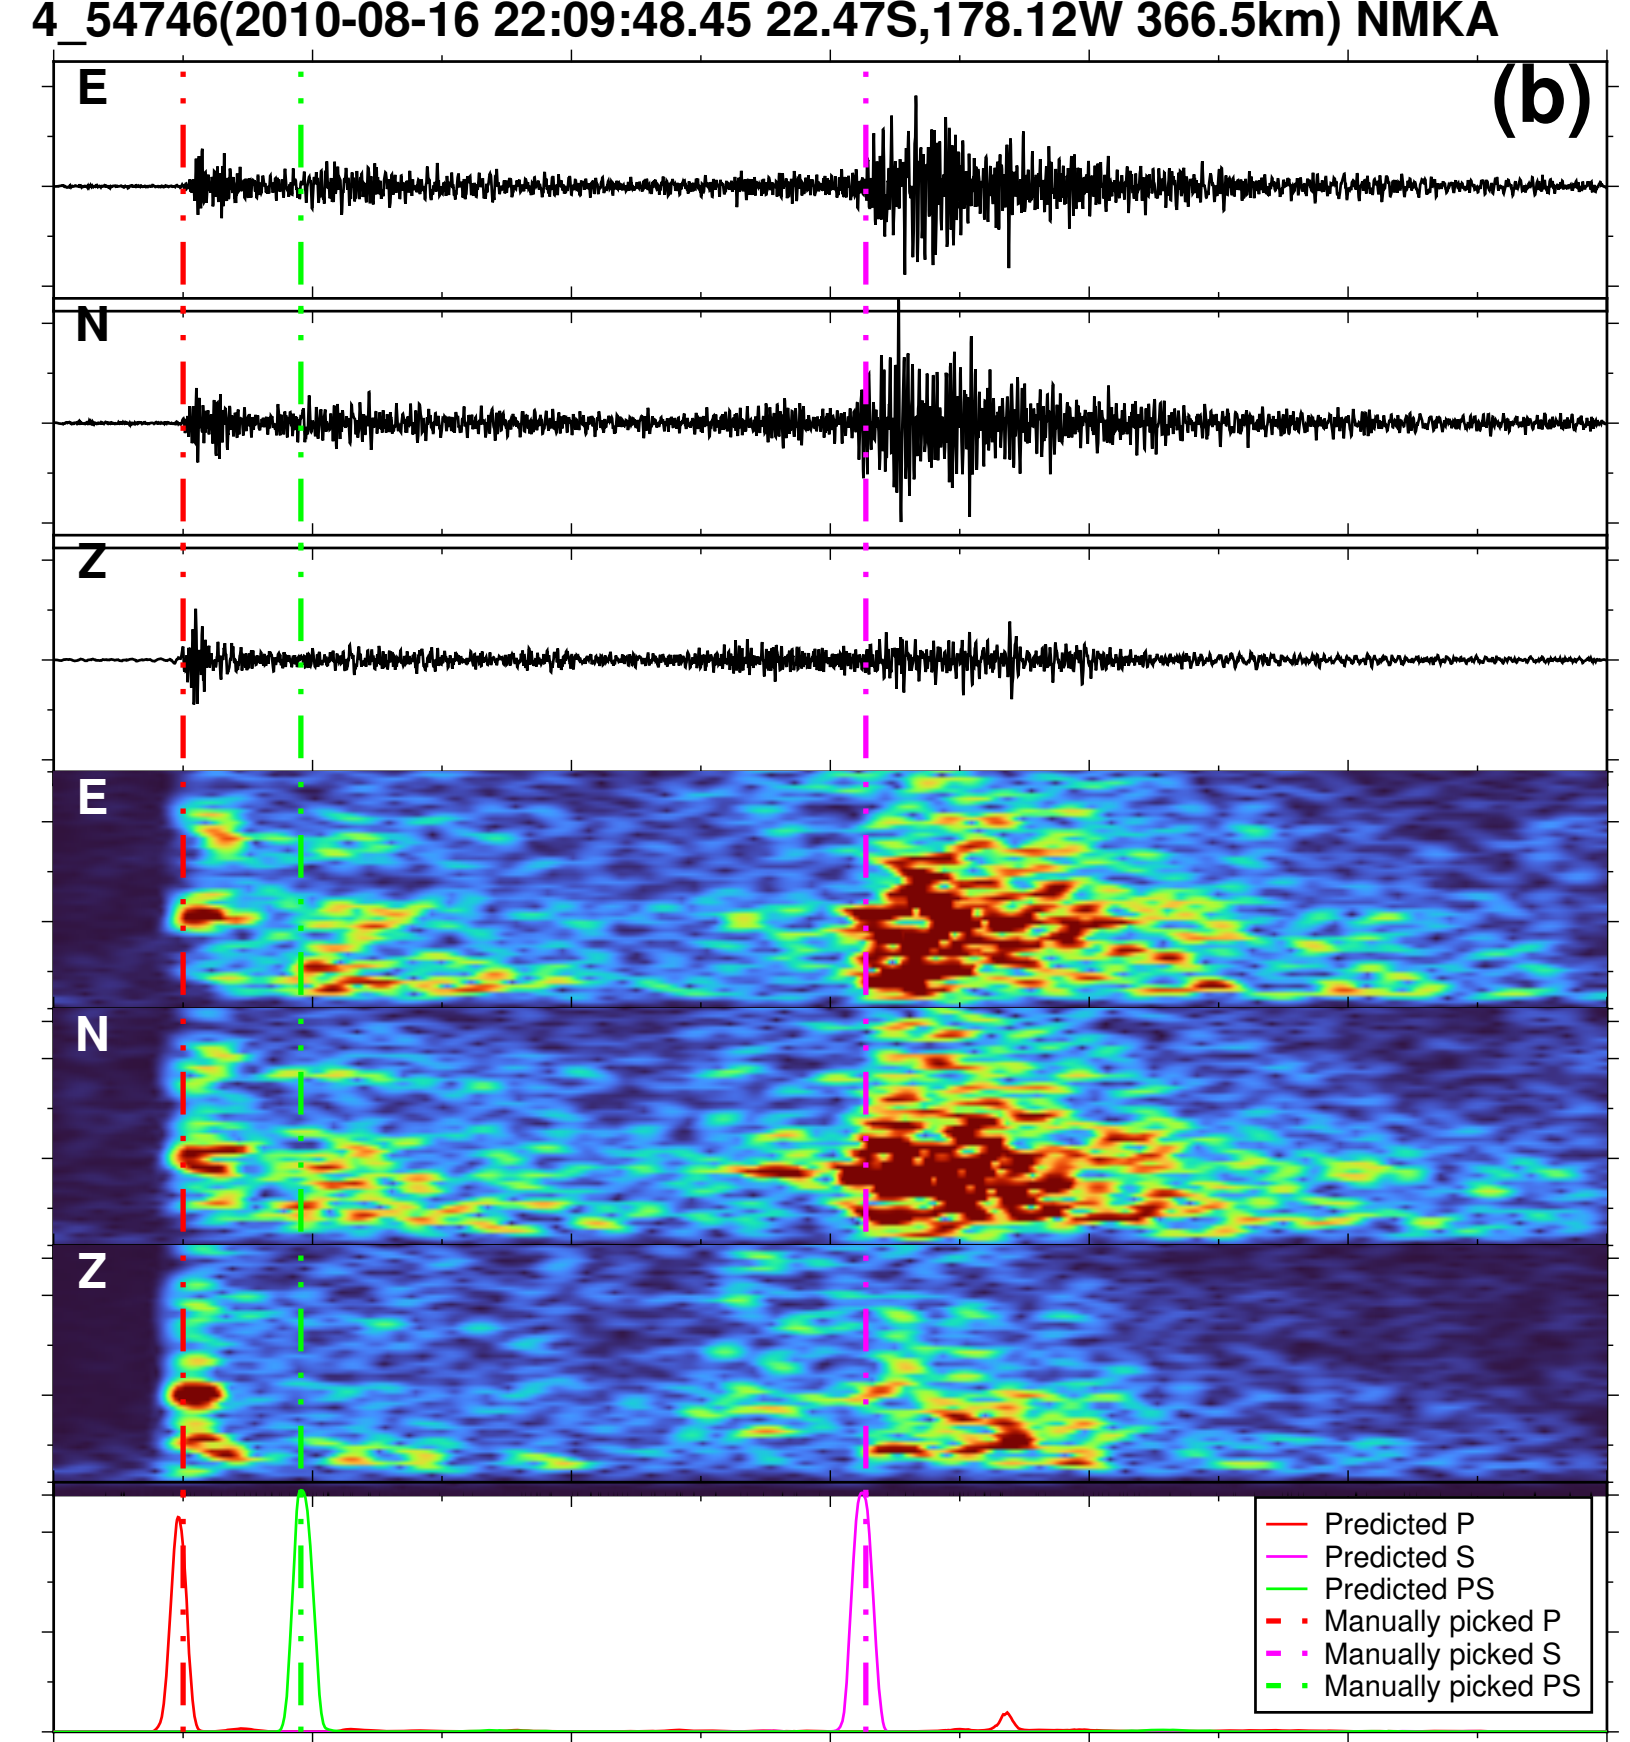 4_54746(2010-08-16 22:09:48.45 22.47S,178.12W 366.5km) NMKA
E
(b)
N
Z
E
N
Z
Predicted P
Predicted S
Predicted PS
Manually picked P
Manually picked S
Manually picked PS